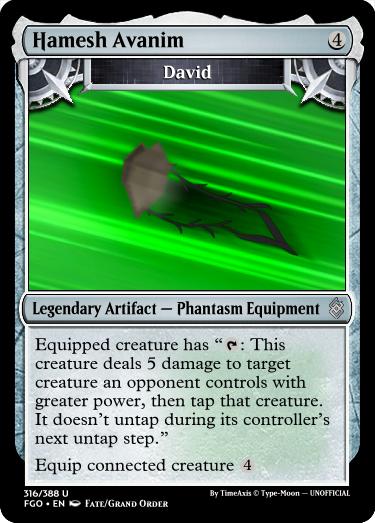 Hamesh Avanim 4
David
Legendary Artifact — Phantasm Equipment
Equipped creature has “T: This
creature deals 5 damage to target
creature an opponent controls with
greater power, then tap that creature.
It doesn't untap during its controller's
next untap step.”
Equip connected creature 4
316/388 U
FGO • EN Fate/Grand Order
By TimeAxis © Type-Moon — UNOFFICIAL